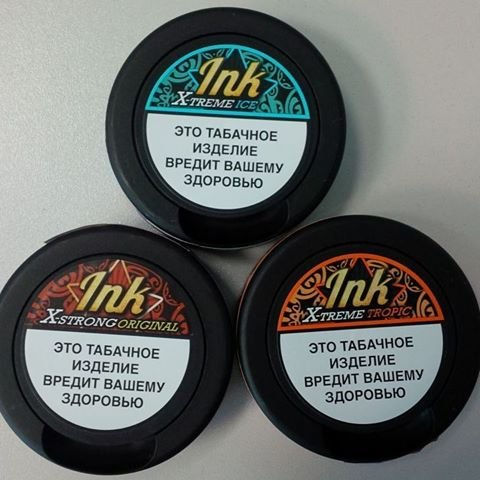 Ink
X-TREME ICE
ЭТО ТАБАЧНОЕ
ИЗДЕЛИЕ
ВРЕДИТ ВАШЕМУ
ЗДОРОВЬЮ
Ink
X-STRONG ORIGINAL
ЭТО ТАБАЧНОЕ
ИЗДЕЛИЕ
ВРЕДИТ ВАШЕМУ
ЗДОРОВЬЮ
Ink
X-TREME TROPIC
ЭТО ТАБАЧНОЕ
ИЗДЕЛИЕ
ВРЕДИТ ВАШЕМУ
ЗДОРОВЬЮ